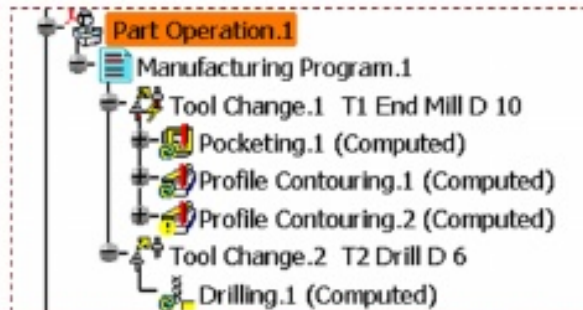 Part Operation.1
Manufacturing Program.1
Tool Change.1 T1 End Mill D 10
Pocketing.1 (Computed)
Profile Contouring.1 (Computed)
Profile Contouring.2 (Computed)
Tool Change.2 T2 Drill D 6
Drilling.1 (Computed)